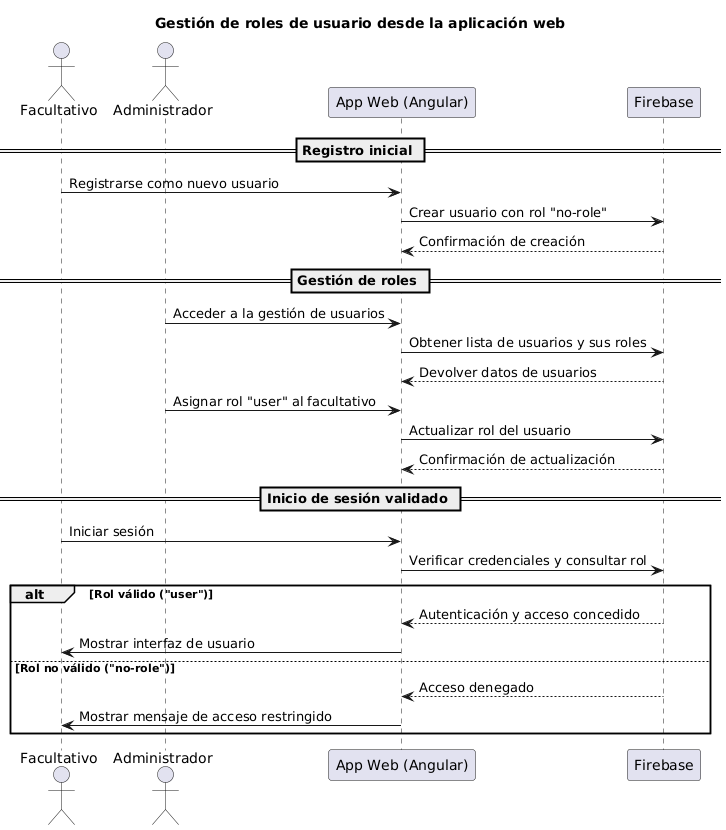 Gestión de roles de usuario desde la aplicación web
Facultativo
Administrador
App Web (Angular)
Firebase
Registro inicial
Registrarse como nuevo usuario
Crear usuario con rol "no-role"
Confirmación de creación
Gestión de roles
Acceder a la gestión de usuarios
Obtener lista de usuarios y sus roles
Devolver datos de usuarios
Asignar rol "user" al facultativo
Actualizar rol del usuario
Confirmación de actualización
Inicio de sesión validado
Iniciar sesión
Verificar credenciales y consultar rol
alt [Rol válido ("user")]
Autenticación y acceso concedido
Mostrar interfaz de usuario
[Rol no válido ("no-role")]
Acceso denegado
Mostrar mensaje de acceso restringido
Facultativo
Administrador
App Web (Angular)
Firebase